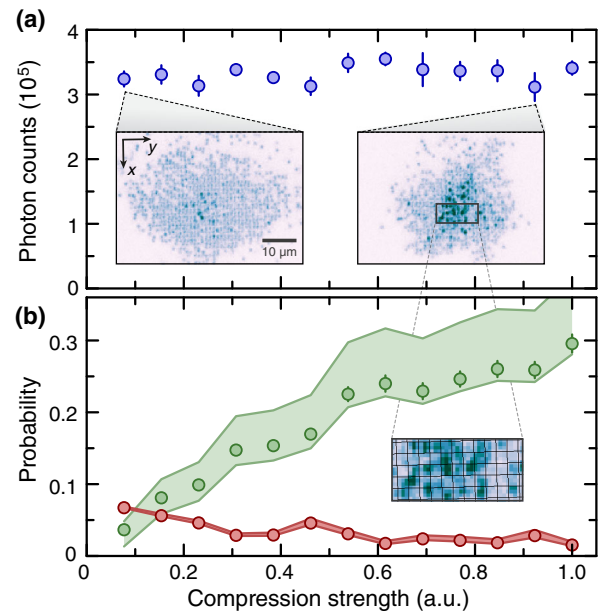 (a)
Photon counts (10⁵)
4
3
2
1
0
y
x
10 µm
(b)
Probability
0.3
0.2
0.1
0
0 0.2 0.4 0.6 0.8 1.0
Compression strength (a.u.)